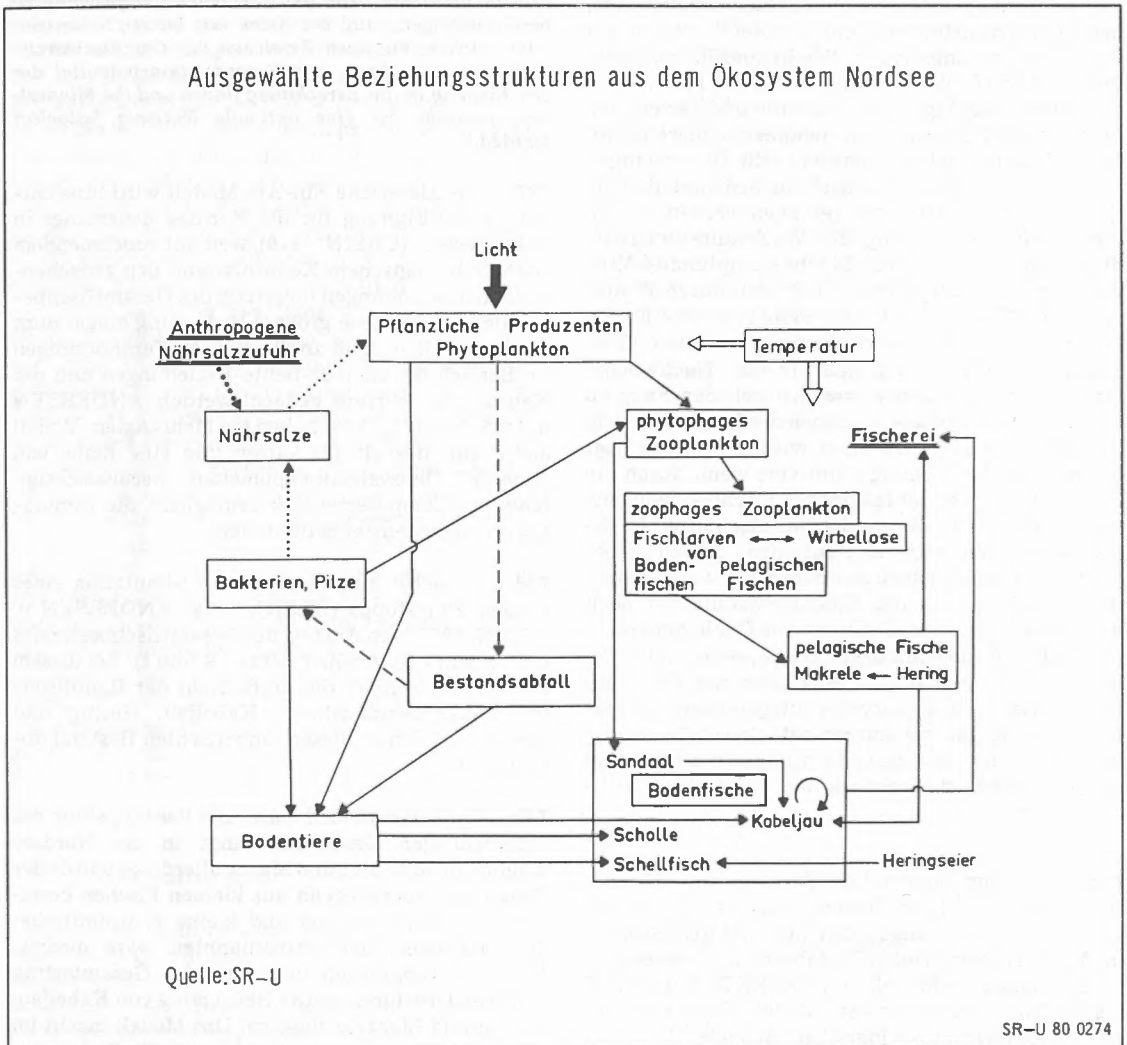 Ausgewählte Beziehungsstrukturen aus dem Ökosystem Nordsee
Licht
Anthropogene
Nährsalzzufuhr
Pflanzliche Produzenten
Phytoplankton
Temperatur
Nährsalze
phytophages
Zooplankton
Fischerei
zoophages Zooplankton
Fischlarven Wirbellose
von
Boden- pelagischen
fischen Fischen
Bakterien, Pilze
pelagische Fische
Makrele Hering
Bestandsabfall
Sandaal
Bodenfische
Kabeljau
Bodentiere
Scholle
Schellfisch
Heringseier
Quelle: SR-U
SR-U 80 0274